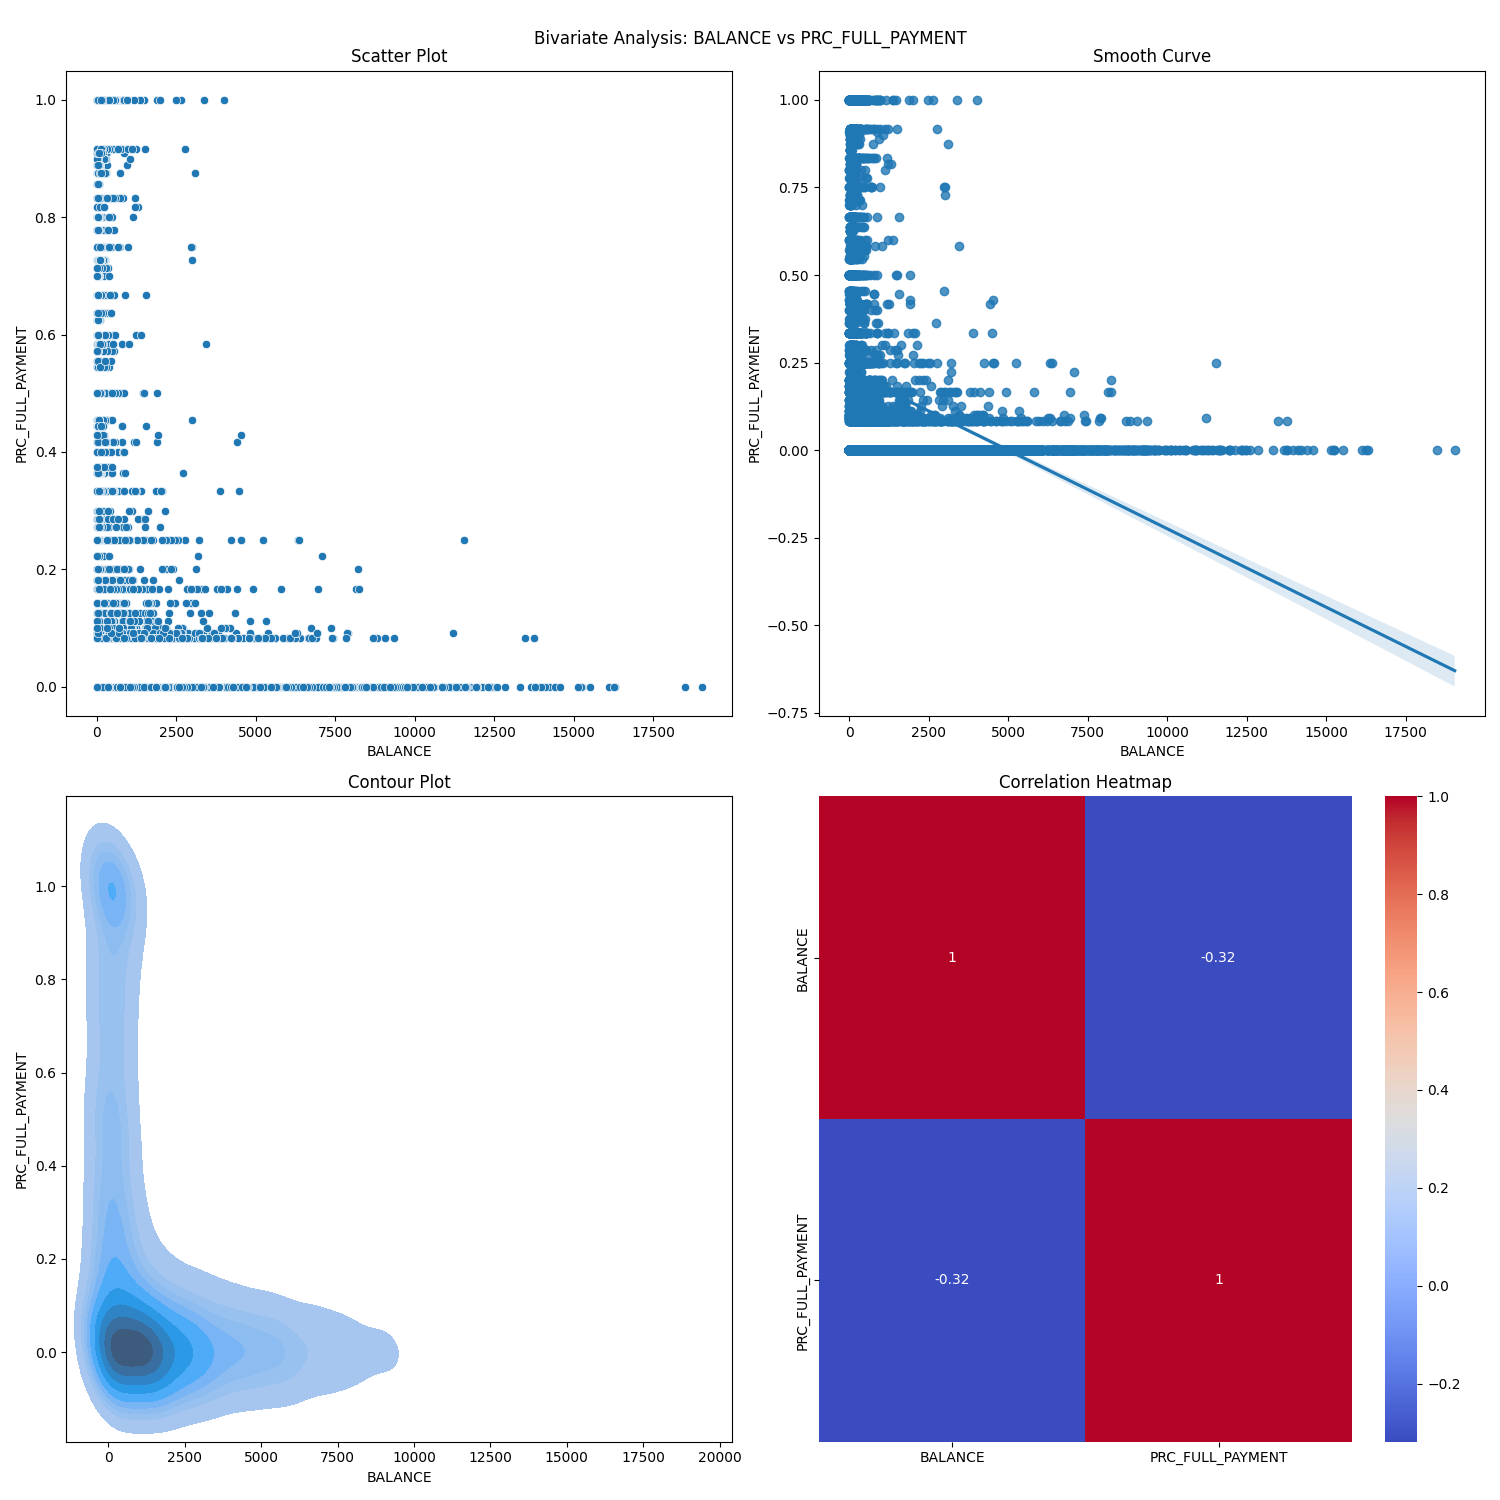 Bivariate Analysis: BALANCE vs PRC_FULL_PAYMENT
Scatter Plot
1.0
0.8
0.6
0.4
0.2
0.0
PRC_FULL_PAYMENT
0 2500 5000 7500 10000 12500 15000 17500
BALANCE
Smooth Curve
1.00
0.75
0.50
0.25
0.00
−0.25
−0.50
−0.75
PRC_FULL_PAYMENT
0 2500 5000 7500 10000 12500 15000 17500
BALANCE
Contour Plot
1.0
0.8
0.6
0.4
0.2
0.0
PRC_FULL_PAYMENT
0 2500 5000 7500 10000 12500 15000 17500 20000
BALANCE
Correlation Heatmap
BALANCE
PRC_FULL_PAYMENT
1 -0.32
-0.32 1
BALANCE PRC_FULL_PAYMENT
1.0
0.8
0.6
0.4
0.2
0.0
−0.2